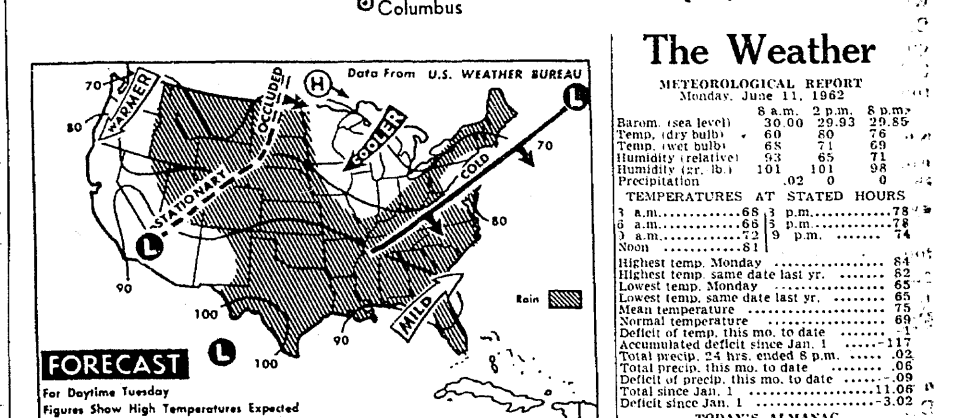 Columbus
Data From U.S. WEATHER BUREAU
70
WARMER
80
OCCLUDED
H
COOLER
L
COLD
70
STATIONARY
L
80
90
100
MILD
Rain
90
100
L
FORECAST
For Daytime Tuesday
Figures Show High Temperatures Expected
The Weather
METEOROLOGICAL REPORT
Monday, June 11, 1962
8 a.m. 2 p.m. 8 p.m.
Barom. (sea level) 30.00 29.93 29.85
Temp. (dry bulb) 60 80 76
Temp. (wet bulb) 68 71 69
Humidity (relative) 93 65 71
Humidity (gr. lb.) 101 101 98
Precipitation .02 0 0
TEMPERATURES AT STATED HOURS
3 a.m. 68 3 p.m. 78
6 a.m. 66 6 p.m. 78
9 a.m. 72 9 p.m. 74
Noon 81
Highest temp. Monday 84
Highest temp. same date last yr. 82
Lowest temp. Monday 65
Lowest temp. same date last yr. 65
Mean temperature 75
Normal temperature 69
Deficit of temp. this mo. to date -1
Accumulated deficit since Jan. 1 -117
Total precip. 24 hrs. ended 8 p.m. .02
Total precip. this mo. to date .06
Deficit of precip. this mo. to date -.09
Total since Jan. 1 11.06
Deficit since Jan. 1 -3.02
TODAY'S ALMANAC